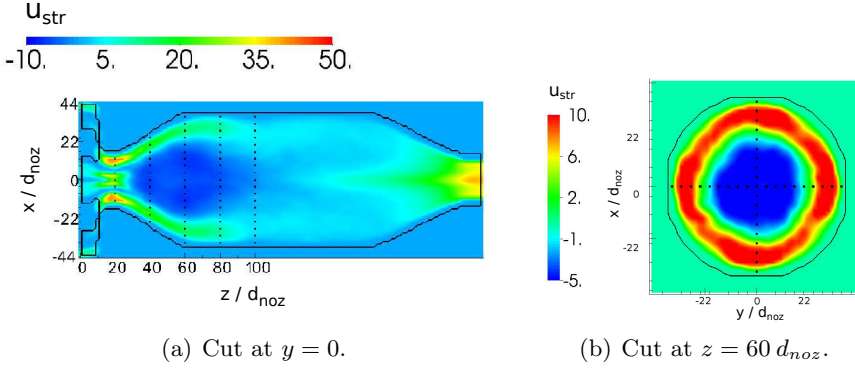 u_str
-10. 5. 20. 35. 50.
x / d_noz
44
22
0
-22
-44
0 20 40 60 80 100
z / d_noz
(a) Cut at y = 0.
u_str
10.
6.
2.
-1.
-5.
x / d_noz
22
0
-22
-22 0 22
y / d_noz
(b) Cut at z = 60 d_noz.